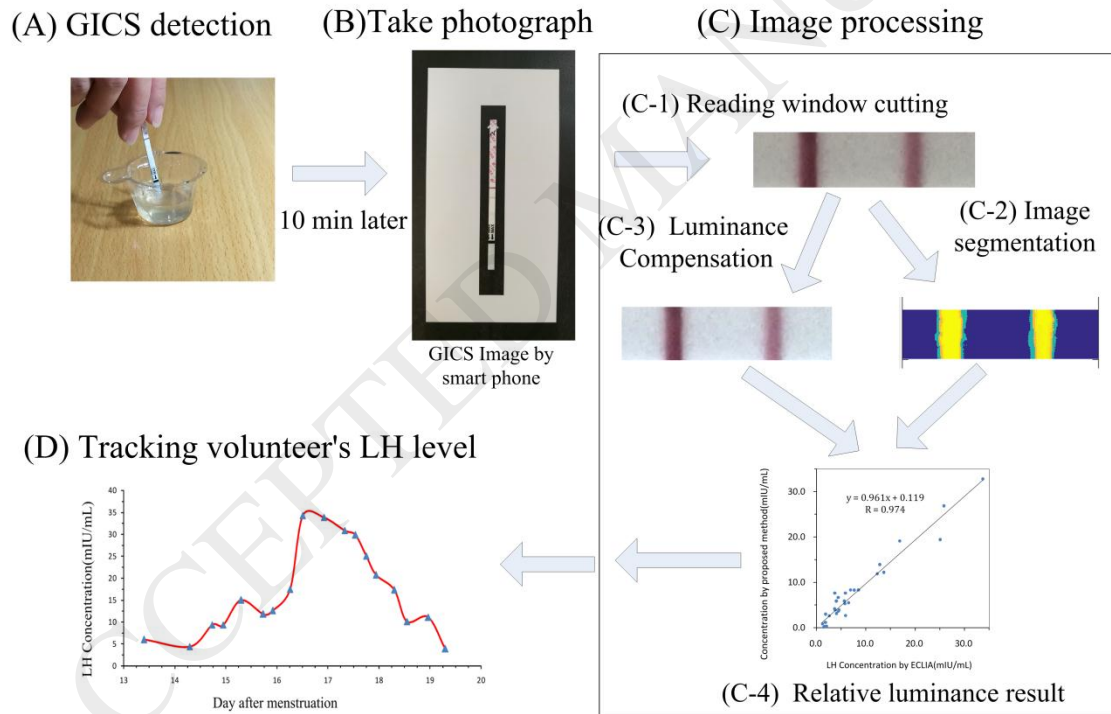 (A) GICS detection
(B)Take photograph
(C) Image processing
10 min later
GICS Image by
smart phone
(C-1) Reading window cutting
(C-3) Luminance
Compensation
(C-2) Image
segmentation
(D) Tracking volunteer's LH level
LH Concentration(mIU/mL)
40
35
30
25
20
15
10
5
0
13
14
15
16
17
18
19
20
Day after menstruation
Concentration by proposed method(mIU/mL)
30.0
20.0
10.0
0.0
y = 0.961x + 0.119
R = 0.974
0.0
10.0
20.0
30.0
LH Concentration by ECLIA(mIU/mL)
(C-4) Relative luminance result
CCEPTED MAN